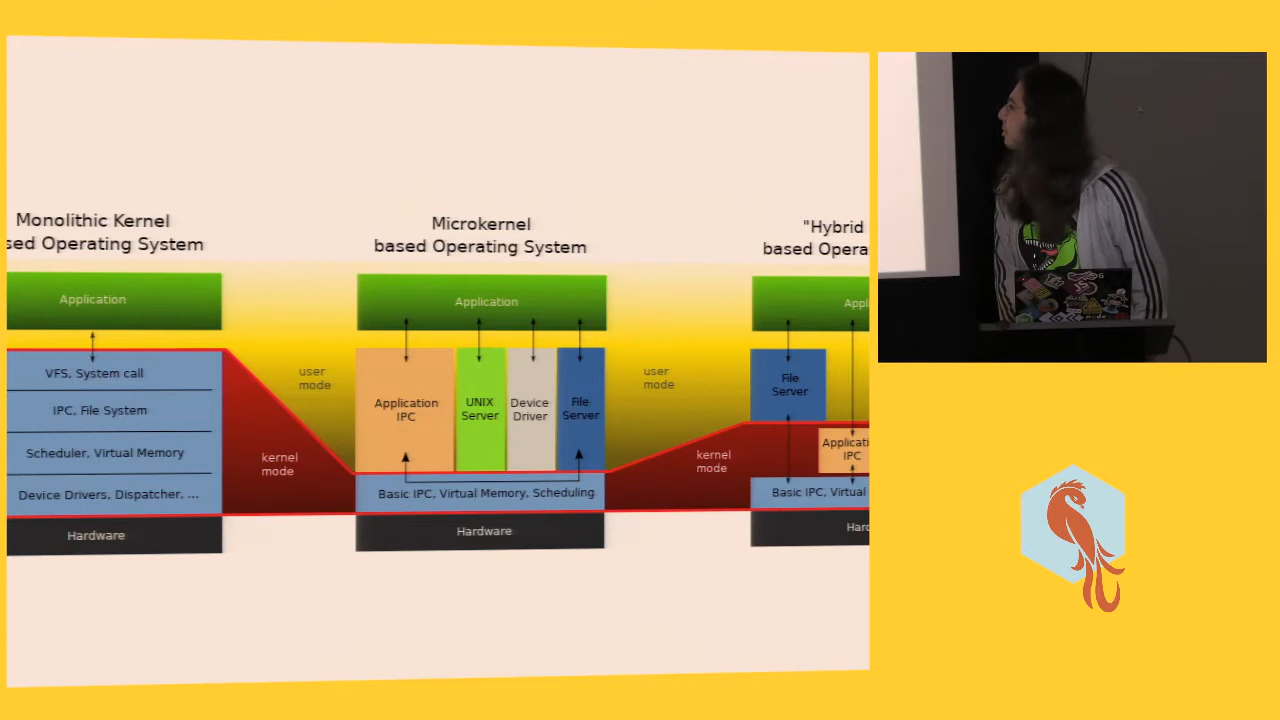 Monolithic Kernel
sed Operating System
Application
VFS, System call
IPC, File System
Scheduler, Virtual Memory
Device Drivers, Dispatcher, ...
Hardware
user
mode
kernel
mode
Microkernel
based Operating System
Application
Application
IPC
UNIX
Server
Device
Driver
File
Server
Basic IPC, Virtual Memory, Scheduling
Hardware
user
mode
kernel
mode
"Hybrid
based Opera
Appl
File
Server
Applicati
IPC
Basic IPC, Virtual
Hard
JS